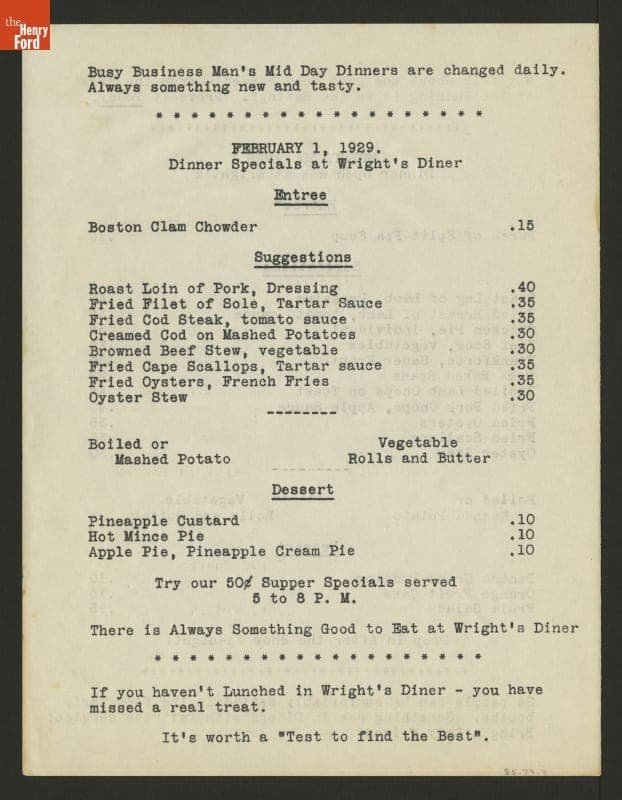 the
Henry
Ford
Busy Business Man's Mid Day Dinners are changed daily.
Always something new and tasty.
* * * * * * * * * * * * * * * * * * *
FEBRUARY 1, 1929.
Dinner Specials at Wright's Diner
Entree
Boston Clam Chowder .15
Suggestions
Roast Loin of Pork, Dressing .40
Fried Filet of Sole, Tartar Sauce .35
Fried Cod Steak, tomato sauce .35
Creamed Cod on Mashed Potatoes .30
Browned Beef Stew, vegetable .30
Fried Cape Scallops, Tartar sauce .35
Fried Oysters, French Fries .35
Oyster Stew .30
--------
Boiled or Vegetable
Mashed Potato Rolls and Butter
Dessert
Pineapple Custard .10
Hot Mince Pie .10
Apple Pie, Pineapple Cream Pie .10
Try our 50¢ Supper Specials served
5 to 8 P. M.
There is Always Something Good to Eat at Wright's Diner
* * * * * * * * * * * * * * * * * * *
If you haven't Lunched in Wright's Diner - you have
missed a real treat.
It's worth a "Test to find the Best".